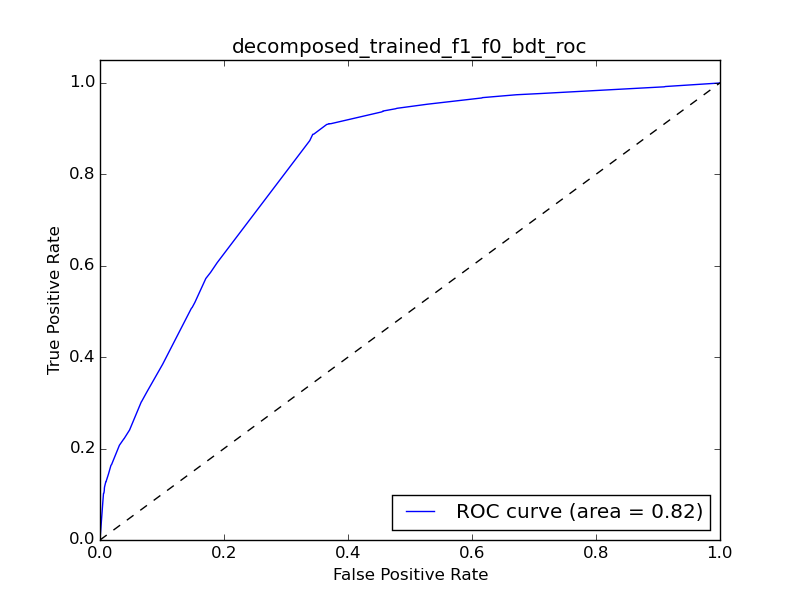 decomposed_trained_f1_f0_bdt_roc
True Positive Rate
1.0
0.8
0.6
0.4
0.2
0.0
ROC curve (area = 0.82)
0.0 0.2 0.4 0.6 0.8 1.0
False Positive Rate